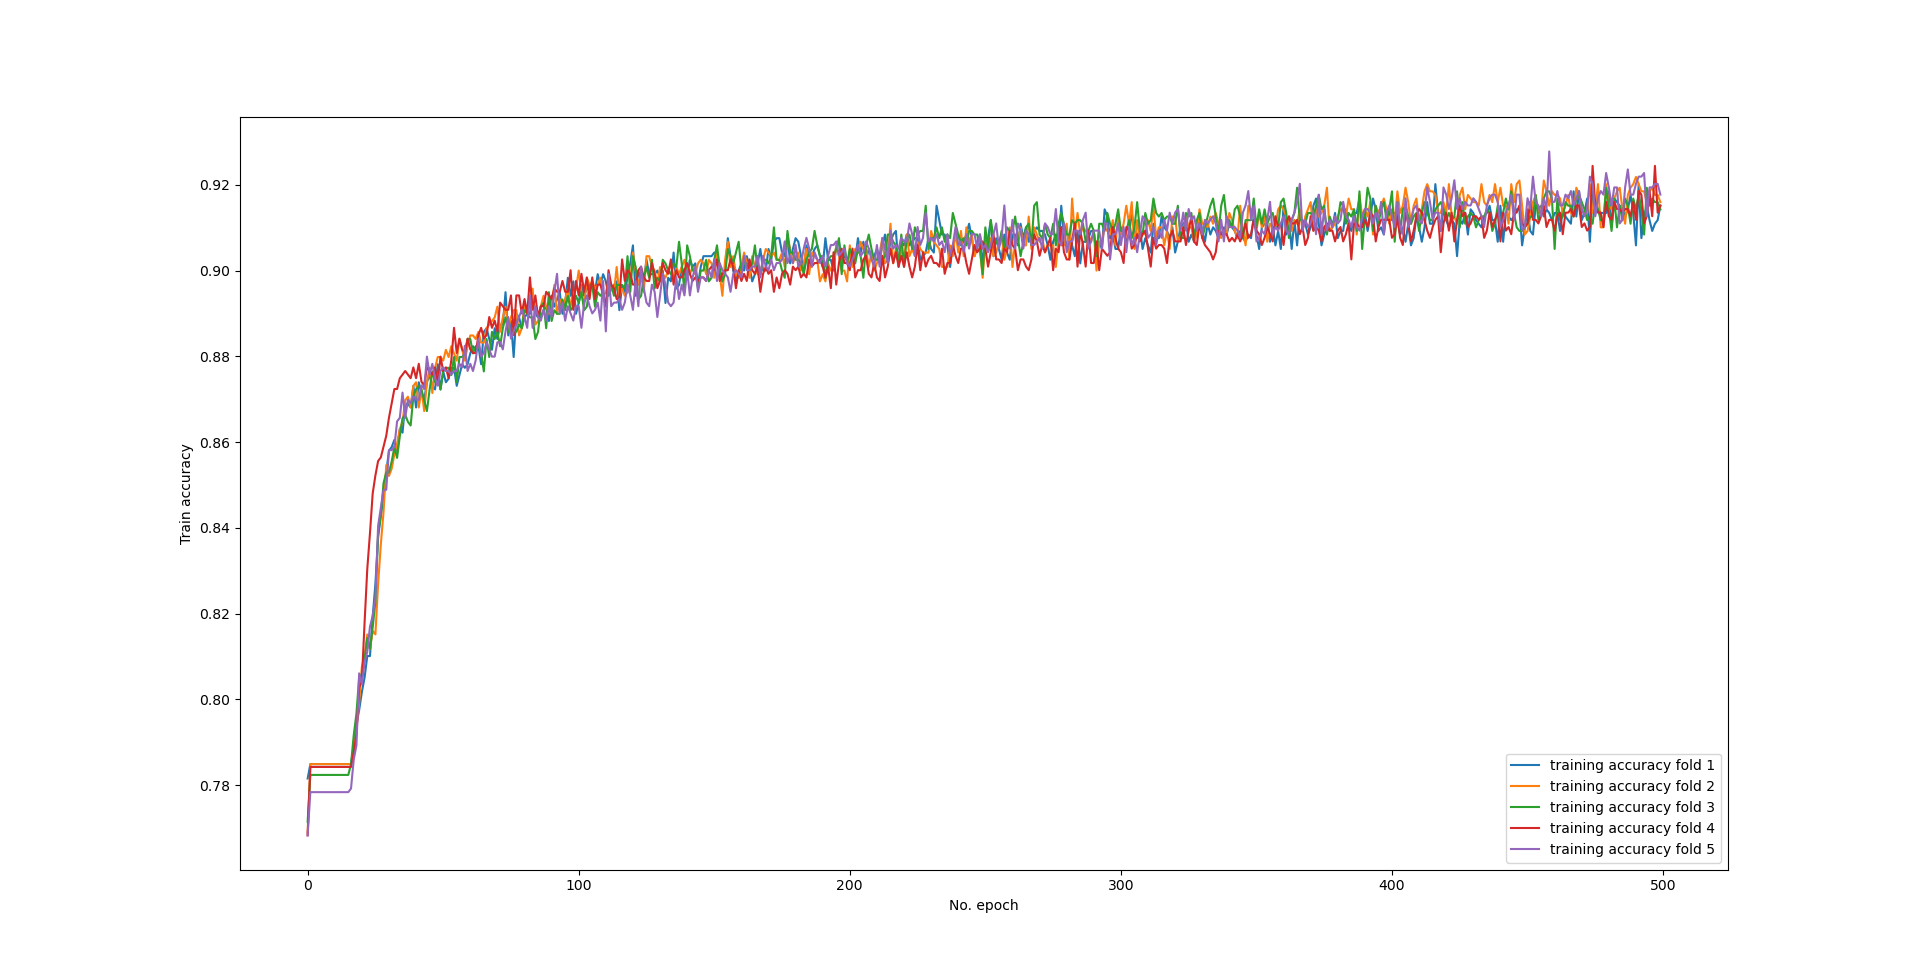 0.92
0.90
0.88
0.86
0.84
0.82
0.80
0.78
Train accuracy
training accuracy fold 1
training accuracy fold 2
training accuracy fold 3
training accuracy fold 4
training accuracy fold 5
0 100 200 300 400 500
No. epoch